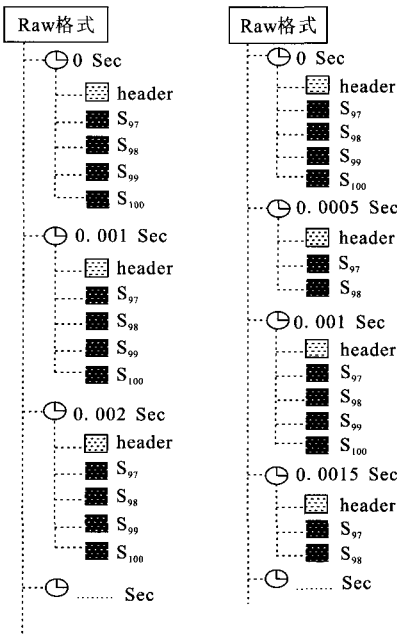 Raw格式
0 Sec
header
S97
S98
S99
S100
0. 001 Sec
header
S97
S98
S99
S100
0. 002 Sec
header
S97
S98
S99
S100
...... Sec
Raw格式
0 Sec
header
S97
S98
S99
S100
0. 0005 Sec
header
S97
S98
0. 001 Sec
header
S97
S98
S99
S100
0. 0015 Sec
header
S97
S98
...... Sec